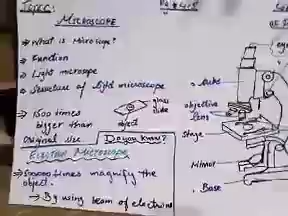 TOPIC:
MICROSCOPE
→ What is Microscope?
→ Function
→ Light microscope
→ Structure of light microscope
→ 1500 times
bigger than
Original size
glass
slide
object
Do you know?
ELECTRON MICROSCOPE
times magnify the
object.
→ By using beam of electrons
tube
objective
lens
stage
Mirror
Base